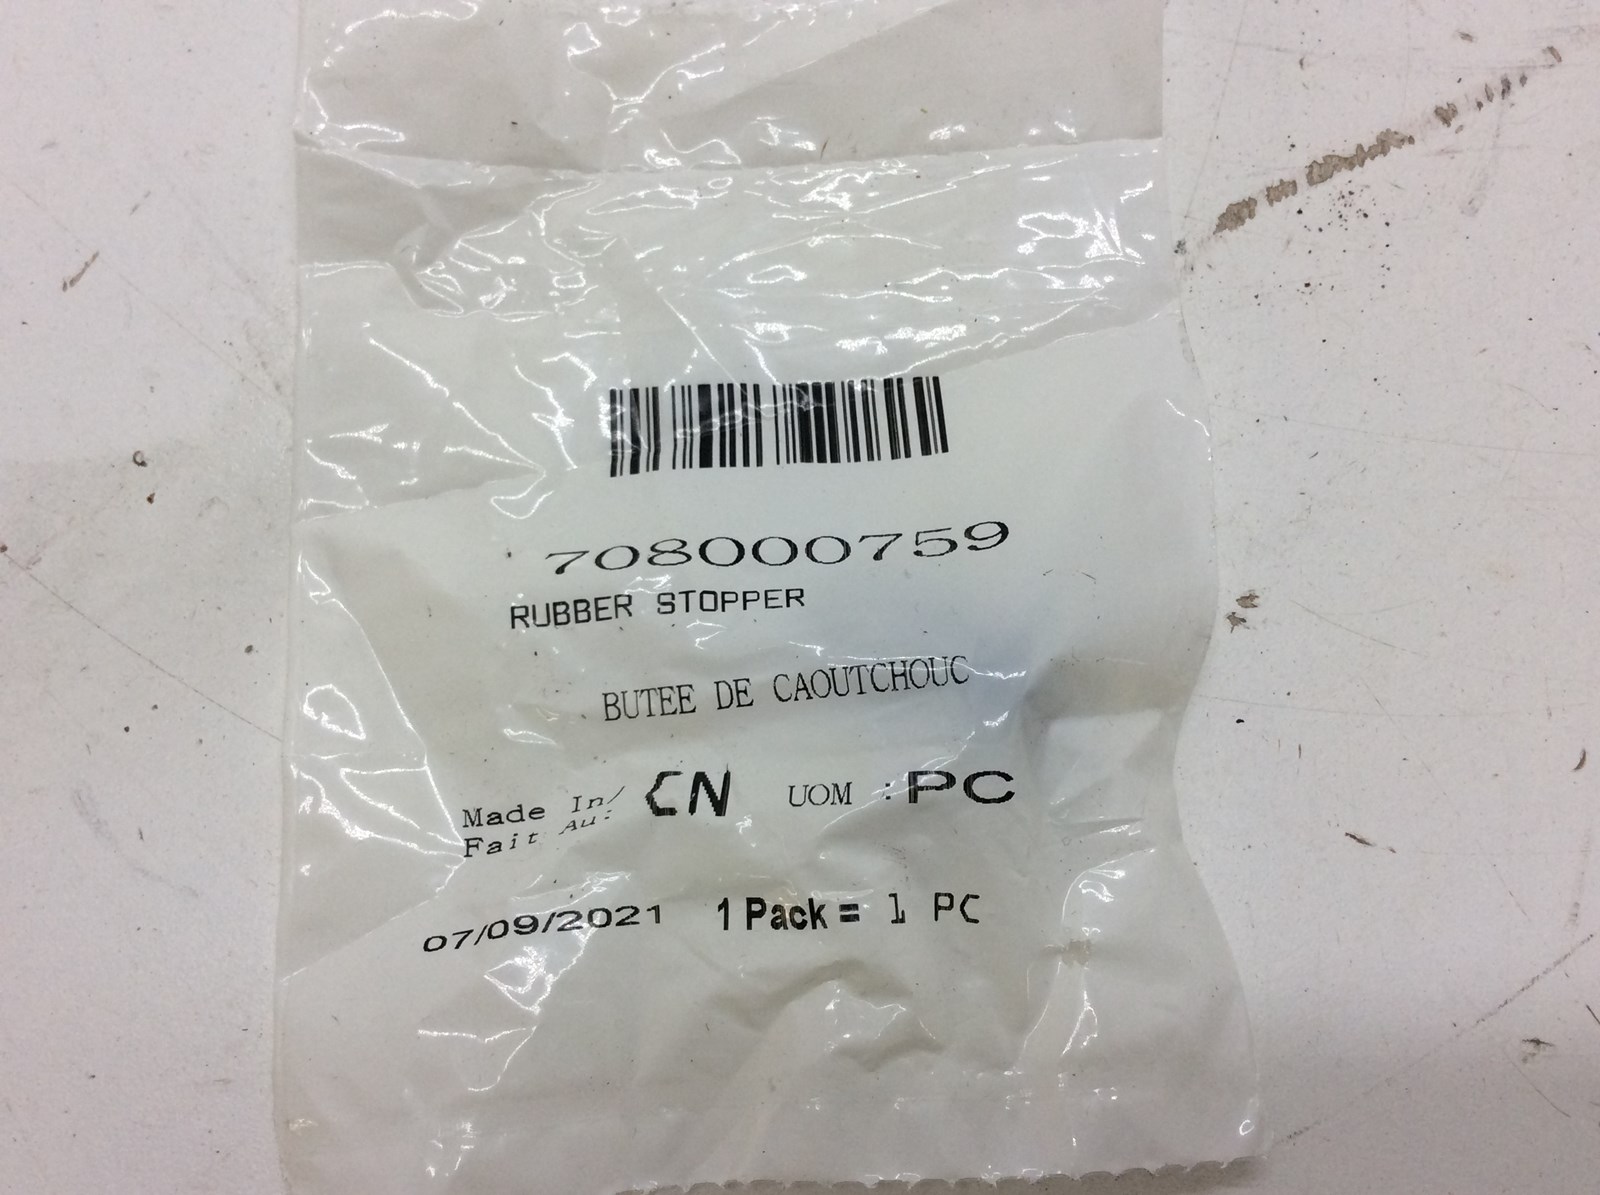 708000759
RUBBER STOPPER
BUTEE DE CAOUTCHOUC
Made In/ CN UOM : PC
Fait Au:
07/09/2021 1 Pack = 1 PC